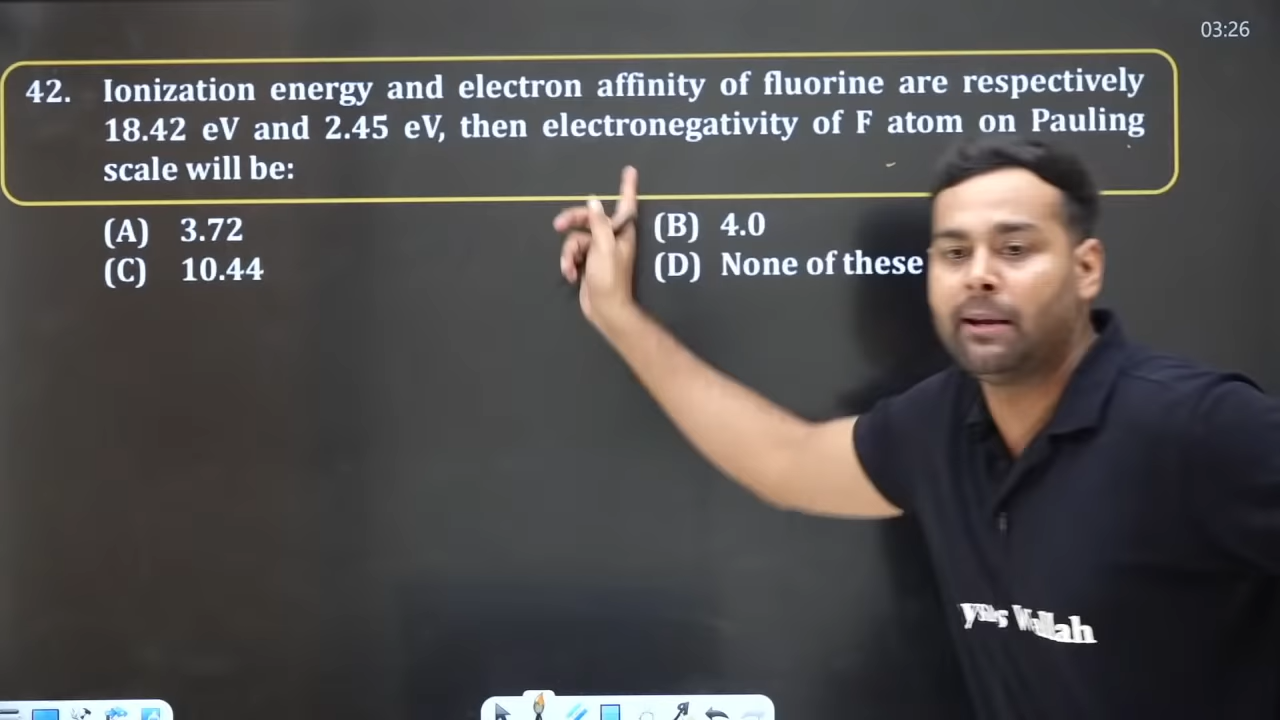 03:26
42. Ionization energy and electron affinity of fluorine are respectively
18.42 eV and 2.45 eV, then electronegativity of F atom on Pauling
scale will be:
(A) 3.72
(B) 4.0
(C) 10.44
(D) None of these
Wallah